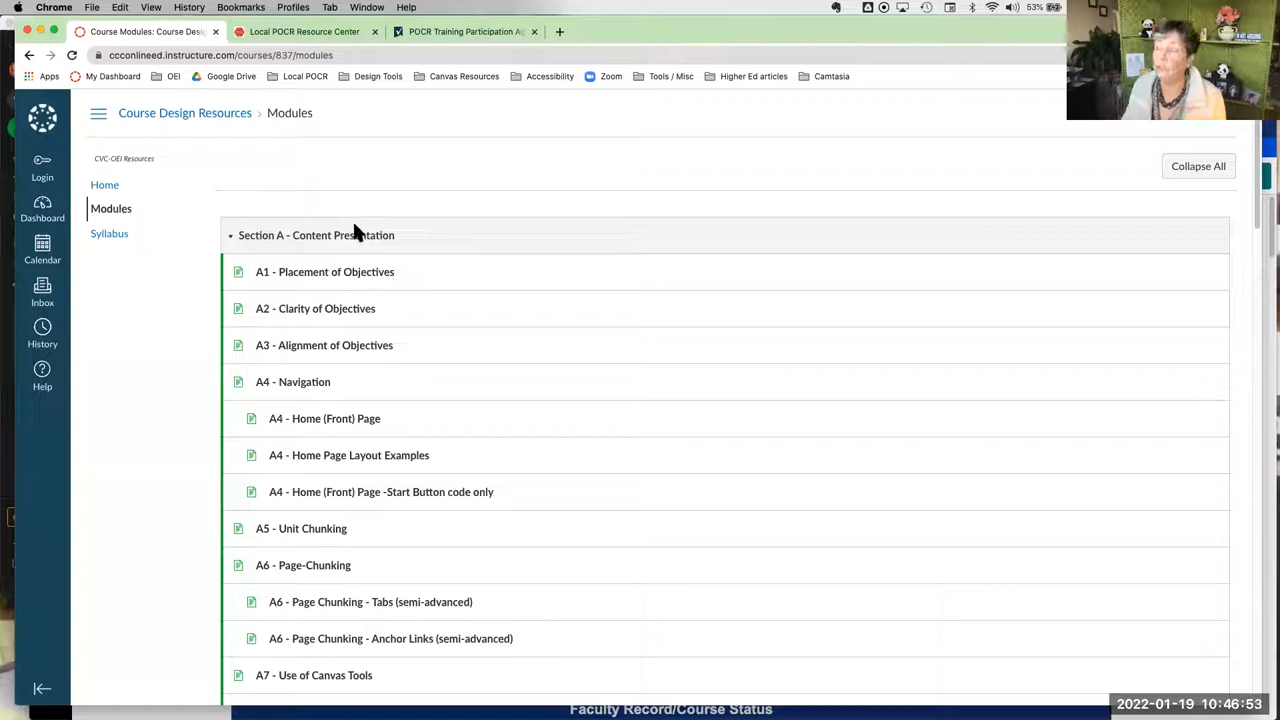 Chrome File Edit View History Bookmarks Profiles Tab Window Help 53%
Course Modules: Course Desi × Local POCR Resource Center × POCR Training Participation Ag × +
ccconlineed.instructure.com/courses/837/modules
Apps My Dashboard OEI Google Drive Local POCR Design Tools Canvas Resources Accessibility Zoom Tools / Misc Higher Ed articles Camtasia
Course Design Resources › Modules
CVC-OEI Resources
Home
Modules
Syllabus
Login
Dashboard
Calendar
Inbox
History
Help
Collapse All
Section A - Content Presentation
A1 - Placement of Objectives
A2 - Clarity of Objectives
A3 - Alignment of Objectives
A4 - Navigation
A4 - Home (Front) Page
A4 - Home Page Layout Examples
A4 - Home (Front) Page -Start Button code only
A5 - Unit Chunking
A6 - Page-Chunking
A6 - Page Chunking - Tabs (semi-advanced)
A6 - Page Chunking - Anchor Links (semi-advanced)
A7 - Use of Canvas Tools
Faculty Record/Course Status
2022-01-19 10:46:53